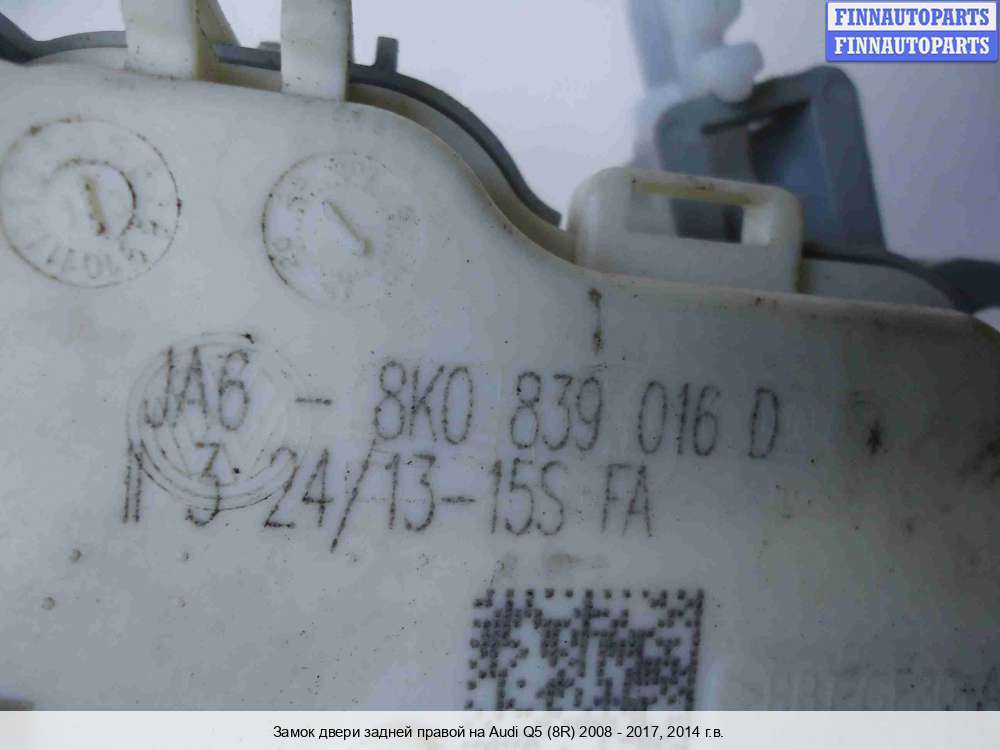 FINNAUTOPARTS
FINNAUTOPARTS
JA6 - 8K0 839 016 D
3 24/13-15S FA
Замок двери задней правой на Audi Q5 (8R) 2008 - 2017, 2014 г.в.